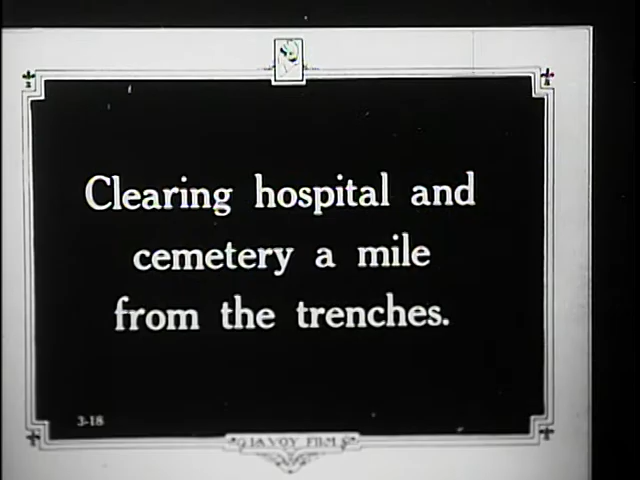 Clearing hospital and
cemetery a mile
from the trenches.
3-18